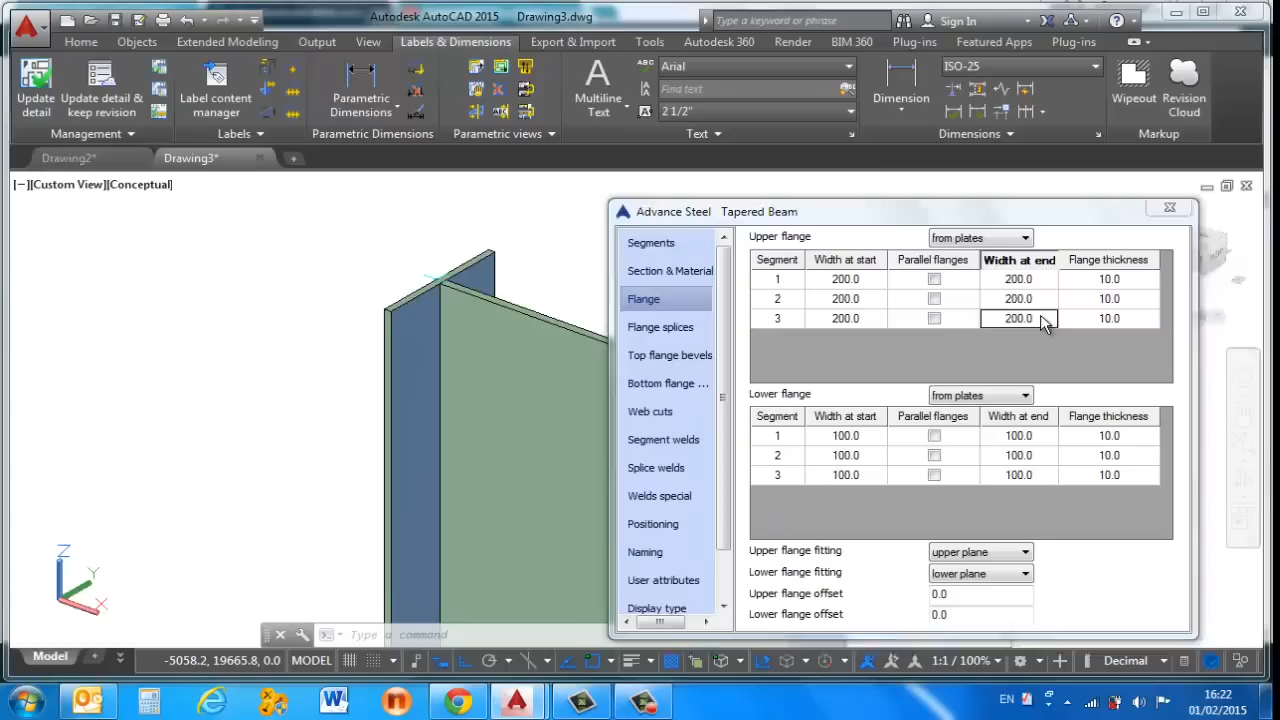 Autodesk AutoCAD 2015 Drawing3.dwg
Type a keyword or phrase
Sign In
Home Objects Extended Modeling Output View Labels & Dimensions Export & Import Tools Autodesk 360 Render BIM 360 Plug-ins Featured Apps Plug-ins
Update detail
Update detail & keep revision
Label content manager
Parametric Dimensions
Multiline Text
Arial
Find text
2 1/2"
Dimension
ISO-25
Wipeout
Revision Cloud
Management Labels Parametric Dimensions Parametric views Text Dimensions Markup
Drawing2* Drawing3*
[−][Custom View][Conceptual]
Advance Steel Tapered Beam
Segments
Section & Material
Flange
Flange splices
Top flange bevels
Bottom flange ...
Web cuts
Segment welds
Splice welds
Welds special
Positioning
Naming
User attributes
Display type
Upper flange from plates
Segment Width at start Parallel flanges Width at end Flange thickness
1 200.0 200.0 10.0
2 200.0 200.0 10.0
3 200.0 200.0 10.0
Lower flange from plates
Segment Width at start Parallel flanges Width at end Flange thickness
1 100.0 100.0 10.0
2 100.0 100.0 10.0
3 100.0 100.0 10.0
Upper flange fitting upper plane
Lower flange fitting lower plane
Upper flange offset 0.0
Lower flange offset 0.0
Z
Y
X
Type a command
Model
-5058.2, 19665.8, 0.0 MODEL 1:1 / 100% Decimal
EN
16:22
01/02/2015